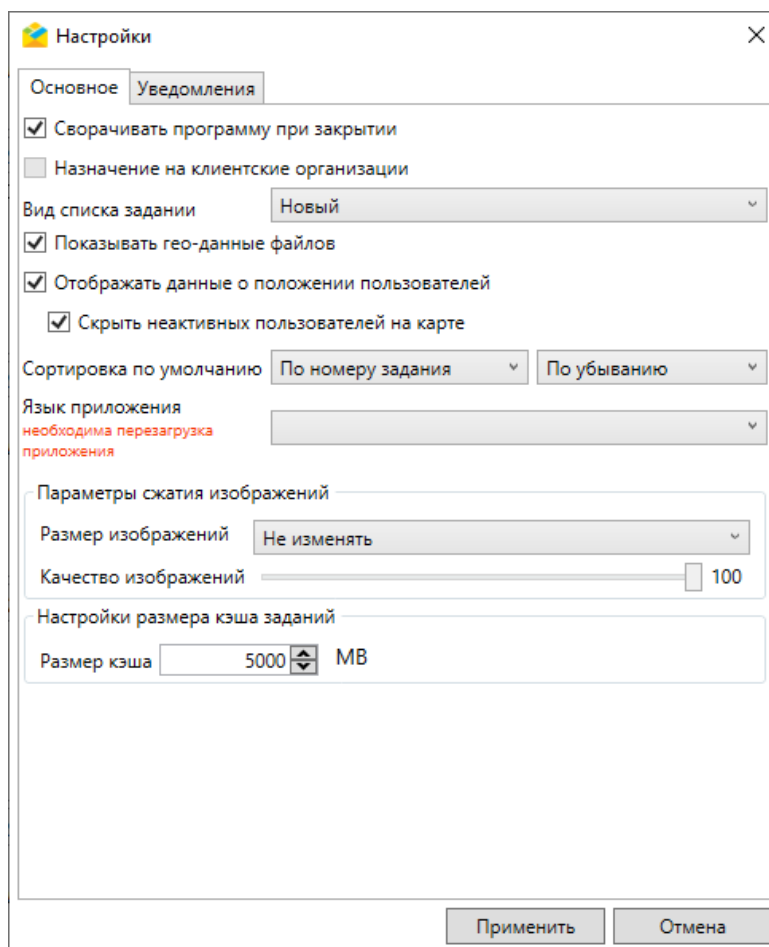 Настройки
Основное
Уведомления
Сворачивать программу при закрытии
Назначение на клиентские организации
Вид списка задании
Новый
Показывать гео-данные файлов
Отображать данные о положении пользователей
Скрыть неактивных пользователей на карте
Сортировка по умолчанию
По номеру задания
По убыванию
Язык приложения
необходима перезагрузка
приложения
Параметры сжатия изображений
Размер изображений
Не изменять
Качество изображений
100
Настройки размера кэша заданий
Размер кэша
5000
MB
Применить
Отмена